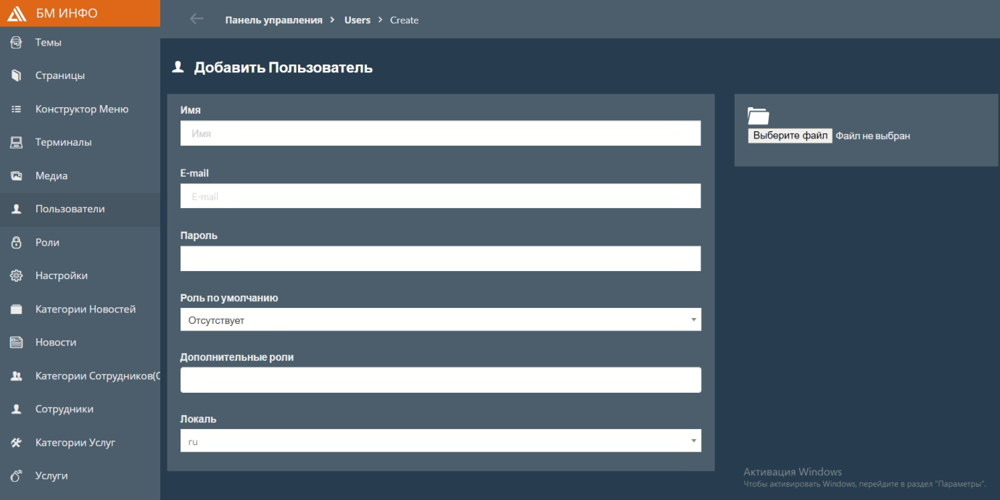 БМ ИНФО
Темы
Страницы
Конструктор Меню
Терминалы
Медиа
Пользователи
Роли
Настройки
Категории Новостей
Новости
Категории Сотрудников(С
Сотрудники
Категории Услуг
Услуги
Панель управления > Users > Create
Добавить Пользователь
Имя
Имя
E-mail
E-mail
Пароль
Роль по умолчанию
Отсутствует
Дополнительные роли
Локаль
ru
Выберите файл Файл не выбран
Активация Windows
Чтобы активировать Windows, перейдите в раздел "Параметры".